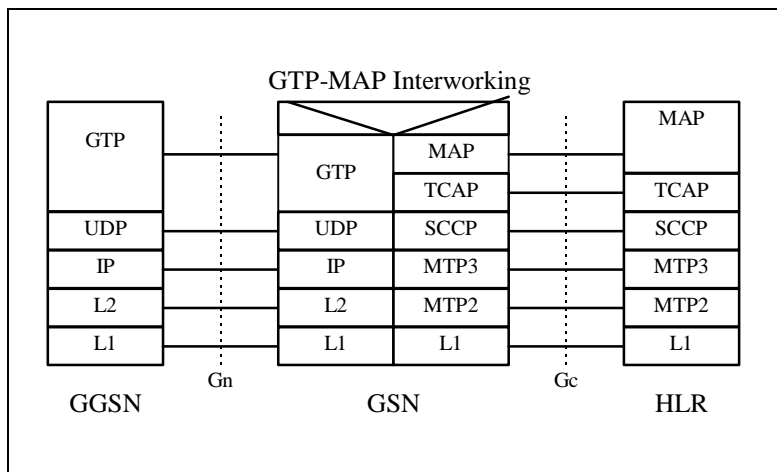 GTP-MAP Interworking
GTP
GTP
MAP
MAP
TCAP
TCAP
UDP
UDP
SCCP
SCCP
IP
IP
MTP3
MTP3
L2
L2
MTP2
MTP2
L1
L1
L1
L1
Gn
Gc
GGSN
GSN
HLR